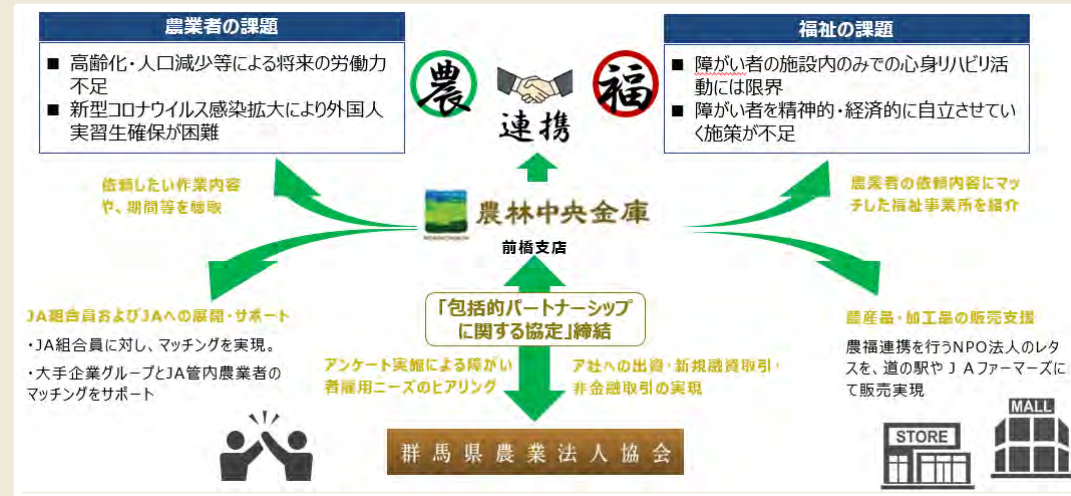 農業者の課題
■ 高齢化・人口減少等による将来の労働力
不足
■ 新型コロナウイルス感染拡大により外国人
実習生確保が困難
農
福
連携
福祉の課題
■ 障がい者の施設内のみでの心身リハビリ活
動には限界
■ 障がい者を精神的・経済的に自立させてい
く施策が不足
依頼したい作業内容
や、期間等を聴取
農林中央金庫
前橋支店
農業者の依頼内容にマッ
チした福祉事業所を紹介
「包括的パートナーシップ
に関する協定」締結
JA組合員およびJAへの展開・サポート
・JA組合員に対し、マッチングを実現。
・大手企業グループとJA管内農業者の
マッチングをサポート
アンケート実施による障がい
者雇用ニーズのヒアリング
ア社への出資・新規融資取引・
非金融取引の実現
農産品・加工品の販売支援
農福連携を行うNPO法人のレタ
スを、道の駅やJAファーマーズに
て販売実現
群馬県農業法人協会
STORE
MALL